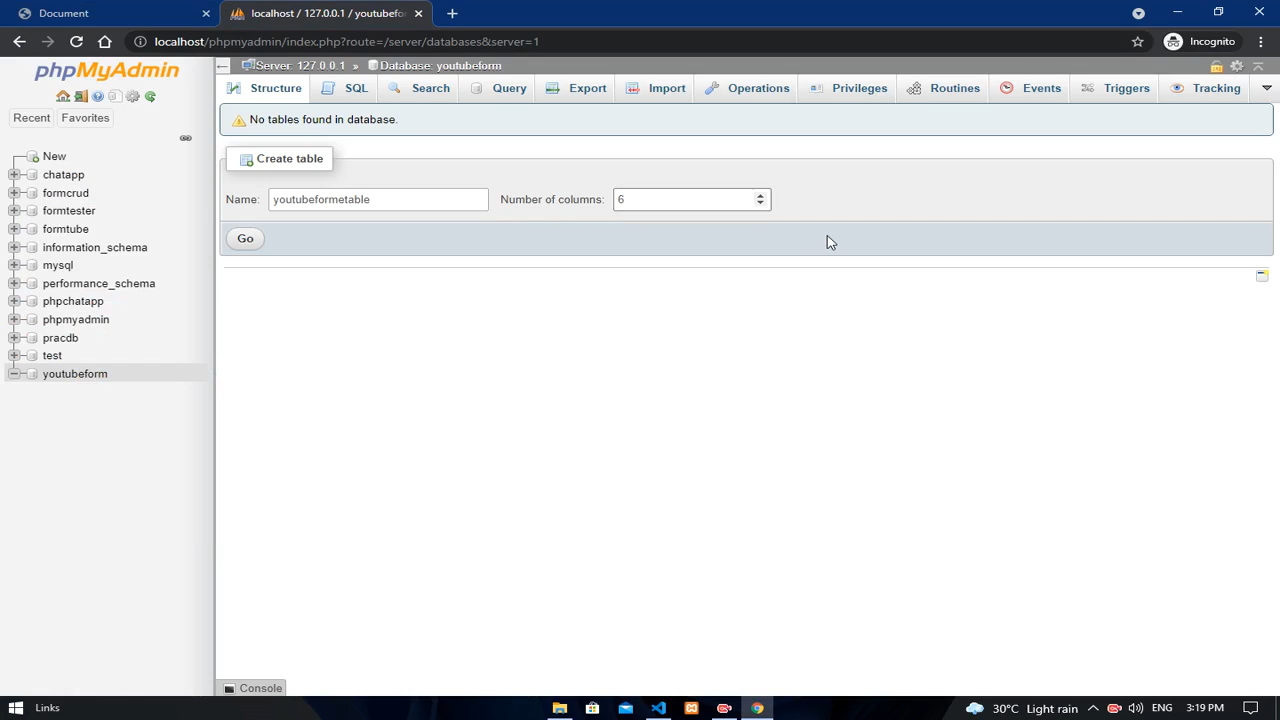 Document
localhost / 127.0.0.1 / youtubefor
localhost/phpmyadmin/index.php?route=/server/databases&server=1
Incognito
phpMyAdmin
Recent
Favorites
New
chatapp
formcrud
formtester
formtube
information_schema
mysql
performance_schema
phpchatapp
phpmyadmin
pracdb
test
youtubeform
Server: 127.0.0.1 » Database: youtubeform
Structure
SQL
Search
Query
Export
Import
Operations
Privileges
Routines
Events
Triggers
Tracking
No tables found in database.
Create table
Name: youtubeformetable
Number of columns: 6
Go
Console
Links
30°C Light rain
ENG
3:19 PM